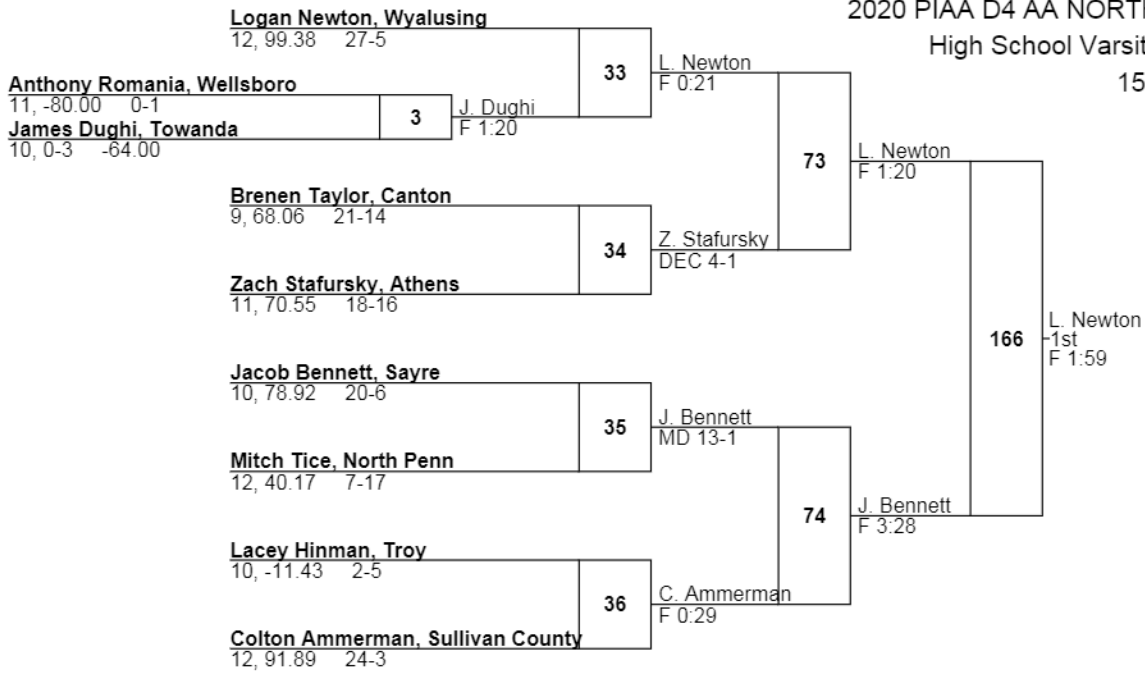 2020 PIAA D4 AA NORTH
High School Varsit
15
Logan Newton, Wyalusing
12, 99.38 27-5
33
L. Newton
F 0:21
Anthony Romania, Wellsboro
11, -80.00 0-1
3
J. Dughi
F 1:20
James Dughi, Towanda
10, 0-3 -64.00
73
L. Newton
F 1:20
Brenen Taylor, Canton
9, 68.06 21-14
34
Z. Stafursky
DEC 4-1
Zach Stafursky, Athens
11, 70.55 18-16
166
L. Newton
1st
F 1:59
Jacob Bennett, Sayre
10, 78.92 20-6
35
J. Bennett
MD 13-1
Mitch Tice, North Penn
12, 40.17 7-17
74
J. Bennett
F 3:28
Lacey Hinman, Troy
10, -11.43 2-5
36
C. Ammerman
F 0:29
Colton Ammerman, Sullivan County
12, 91.89 24-3